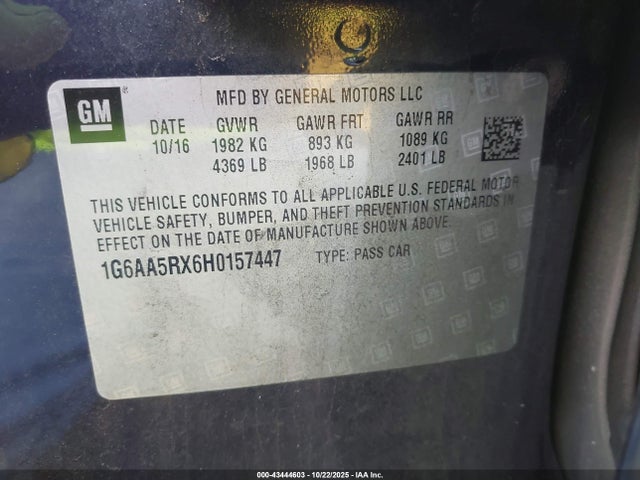 GM
MFD BY GENERAL MOTORS LLC
DATE GVWR GAWR FRT GAWR RR
10/16 1982 KG 893 KG 1089 KG
4369 LB 1968 LB 2401 LB
THIS VEHICLE CONFORMS TO ALL APPLICABLE U.S. FEDERAL MOTOR
VEHICLE SAFETY, BUMPER, AND THEFT PREVENTION STANDARDS IN
EFFECT ON THE DATE OF MANUFACTURE SHOWN ABOVE.
1G6AA5RX6H0157447 TYPE: PASS CAR
000-43444603 - 10/22/2025 - IAA Inc.